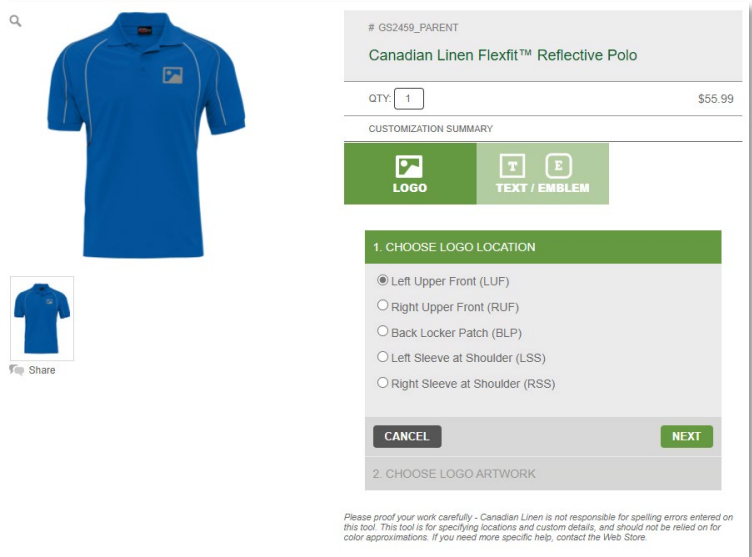 # GS2459_PARENT
Canadian Linen Flexfit™ Reflective Polo
QTY: 1 $55.99
CUSTOMIZATION SUMMARY
T E
LOGO TEXT / EMBLEM
1. CHOOSE LOGO LOCATION
Left Upper Front (LUF)
Right Upper Front (RUF)
Back Locker Patch (BLP)
Left Sleeve at Shoulder (LSS)
Right Sleeve at Shoulder (RSS)
Share
CANCEL NEXT
2. CHOOSE LOGO ARTWORK
Please proof your work carefully - Canadian Linen is not responsible for spelling errors entered on
this tool. This tool is for specifying locations and custom details, and should not be relied on for
color approximations. If you need more specific help, contact the Web Store.